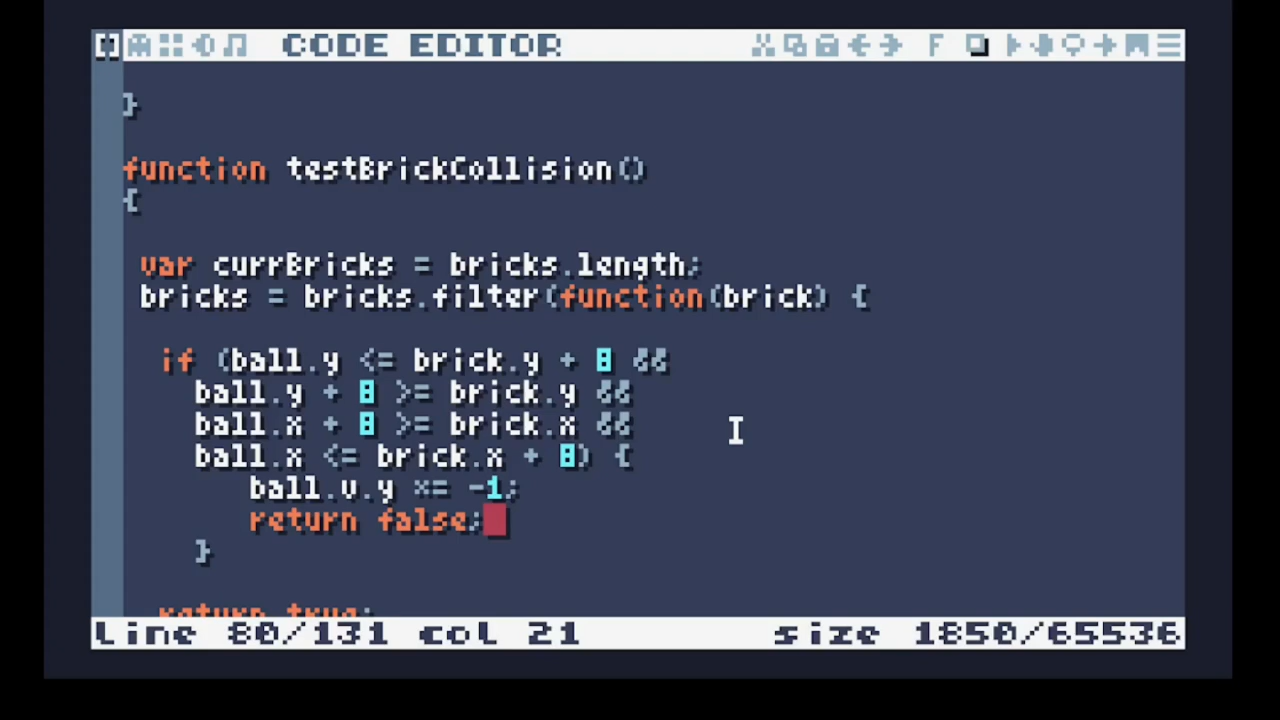 CODE EDITOR
F
}
function testBrickCollision()
{
var currBricks = bricks.length;
bricks = bricks.filter(function(brick) {
if (ball.y <= brick.y + 8 &&
ball.y + 8 >= brick.y &&
ball.x + 8 >= brick.x &&
ball.x <= brick.x + 8) {
ball.v.y *= -1;
return false;
}
return true;
line 80/131 col 21
size 1850/65536